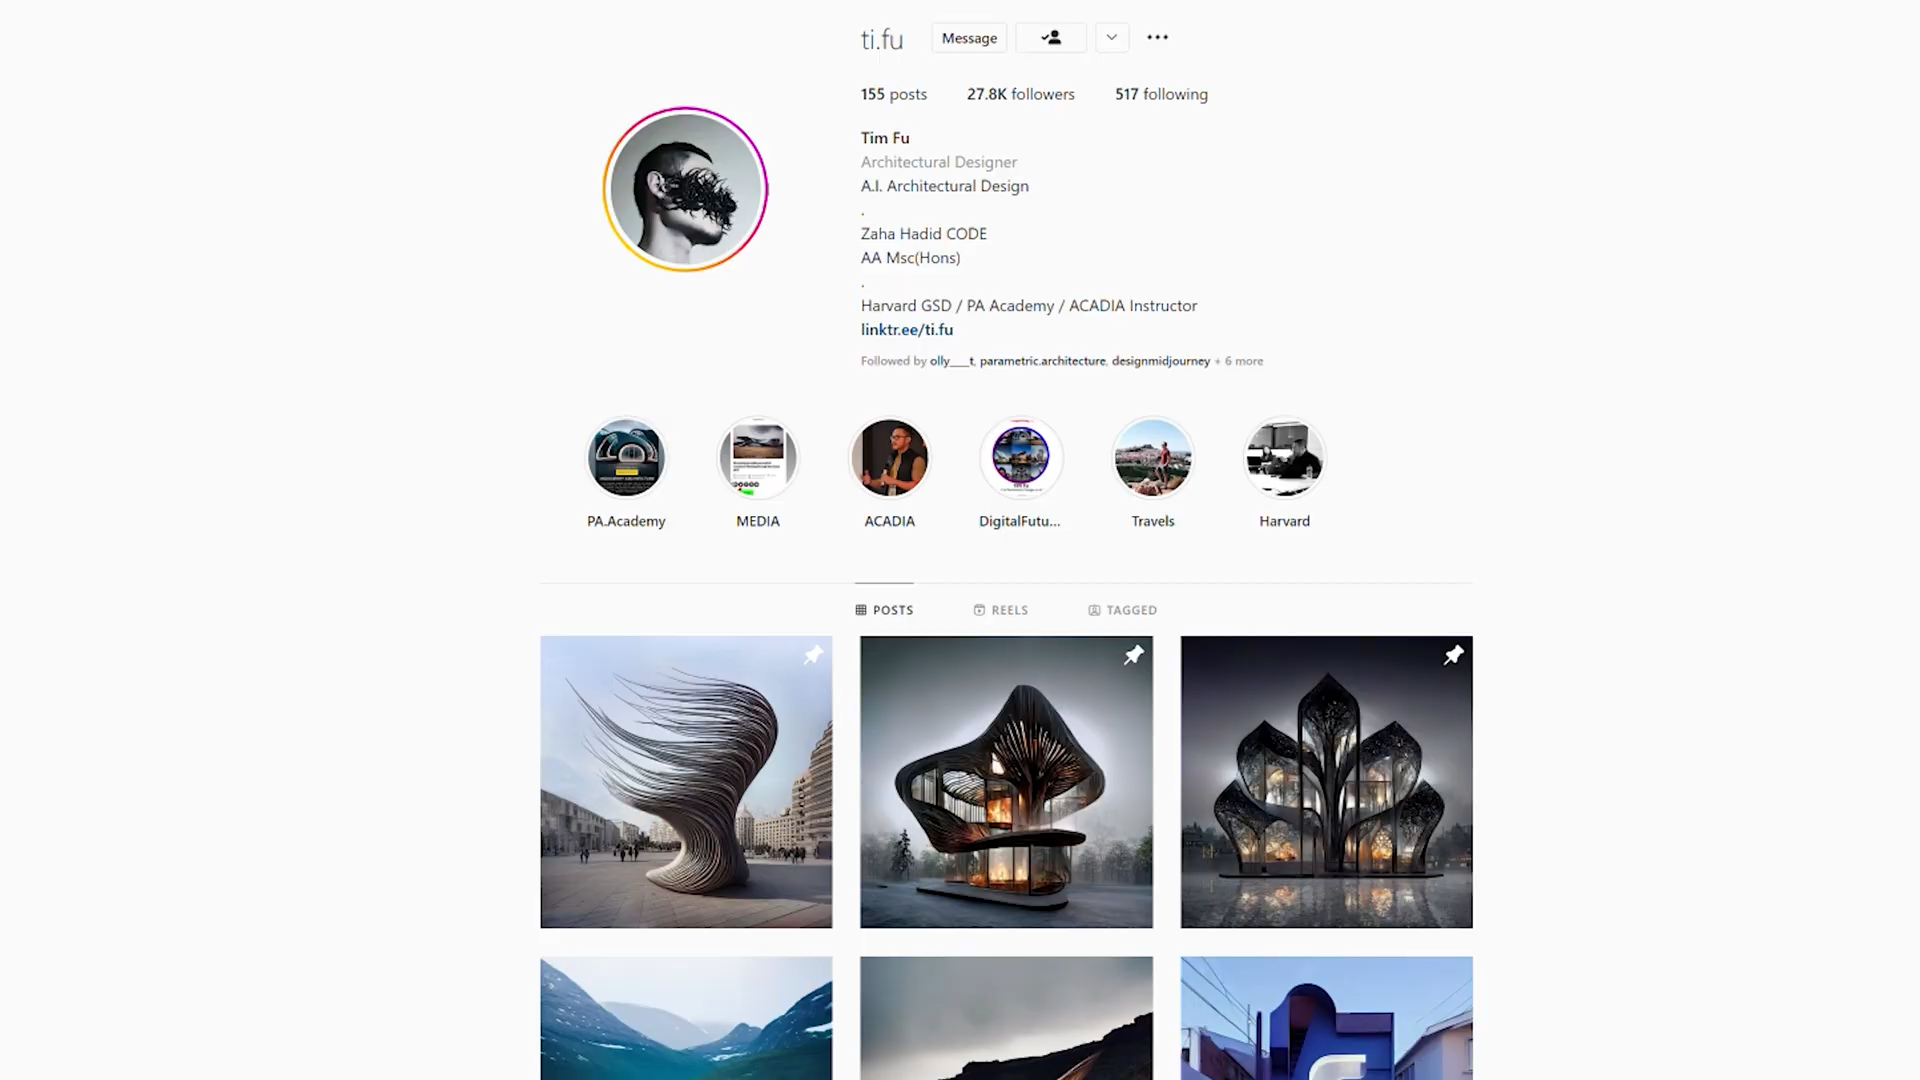 ti.fu Message
155 posts 27.8K followers 517 following
Tim Fu
Architectural Designer
A.I. Architectural Design
.
Zaha Hadid CODE
AA Msc(Hons)
.
Harvard GSD / PA Academy / ACADIA Instructor
linktr.ee/ti.fu
Followed by olly___t, parametric.architecture, designmidjourney + 6 more
PA.Academy MEDIA ACADIA DigitalFutu... Travels Harvard
POSTS REELS TAGGED